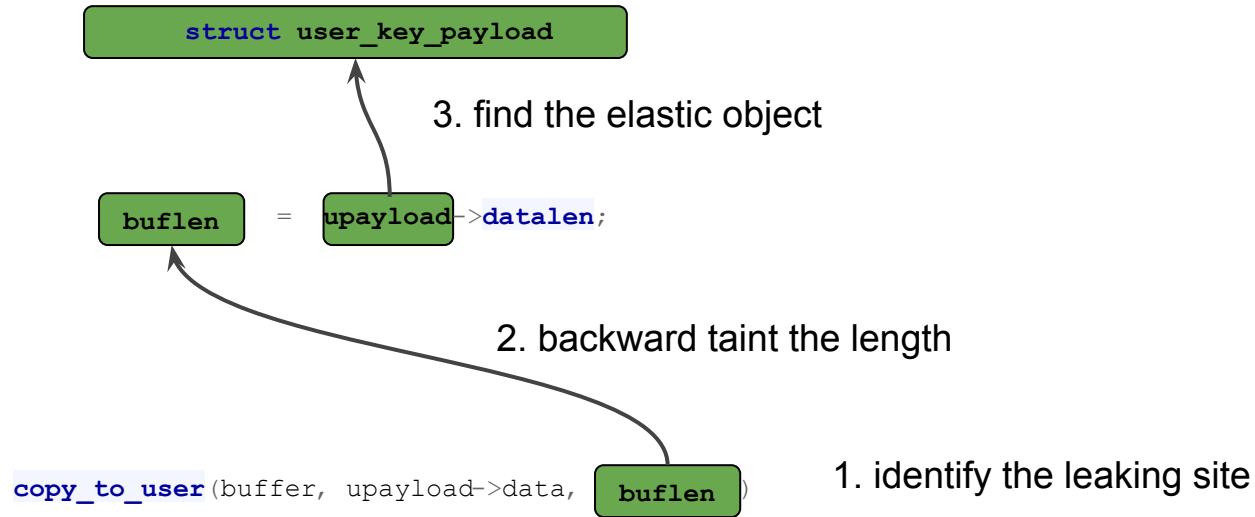 struct user_key_payload
3. find the elastic object
buflen = upayload->datalen;
2. backward taint the length
copy_to_user(buffer, upayload->data, buflen)
1. identify the leaking site